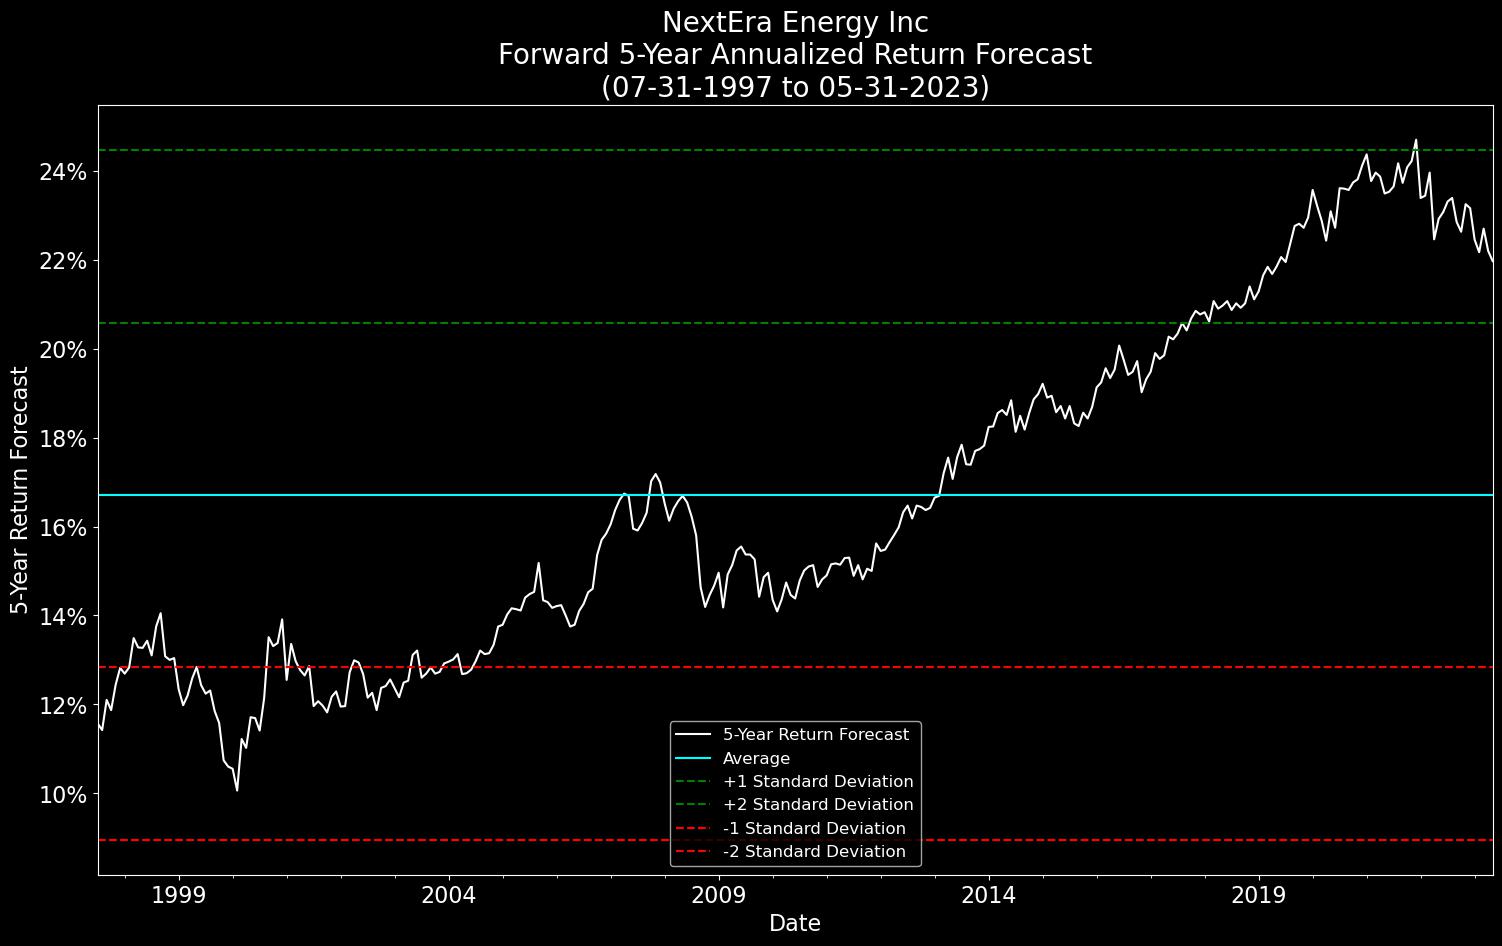 NextEra Energy Inc
Forward 5-Year Annualized Return Forecast
(07-31-1997 to 05-31-2023)
5-Year Return Forecast
24%
22%
20%
18%
16%
14%
12%
10%
5-Year Return Forecast
Average
+1 Standard Deviation
+2 Standard Deviation
-1 Standard Deviation
-2 Standard Deviation
1999 2004 2009 2014 2019
Date